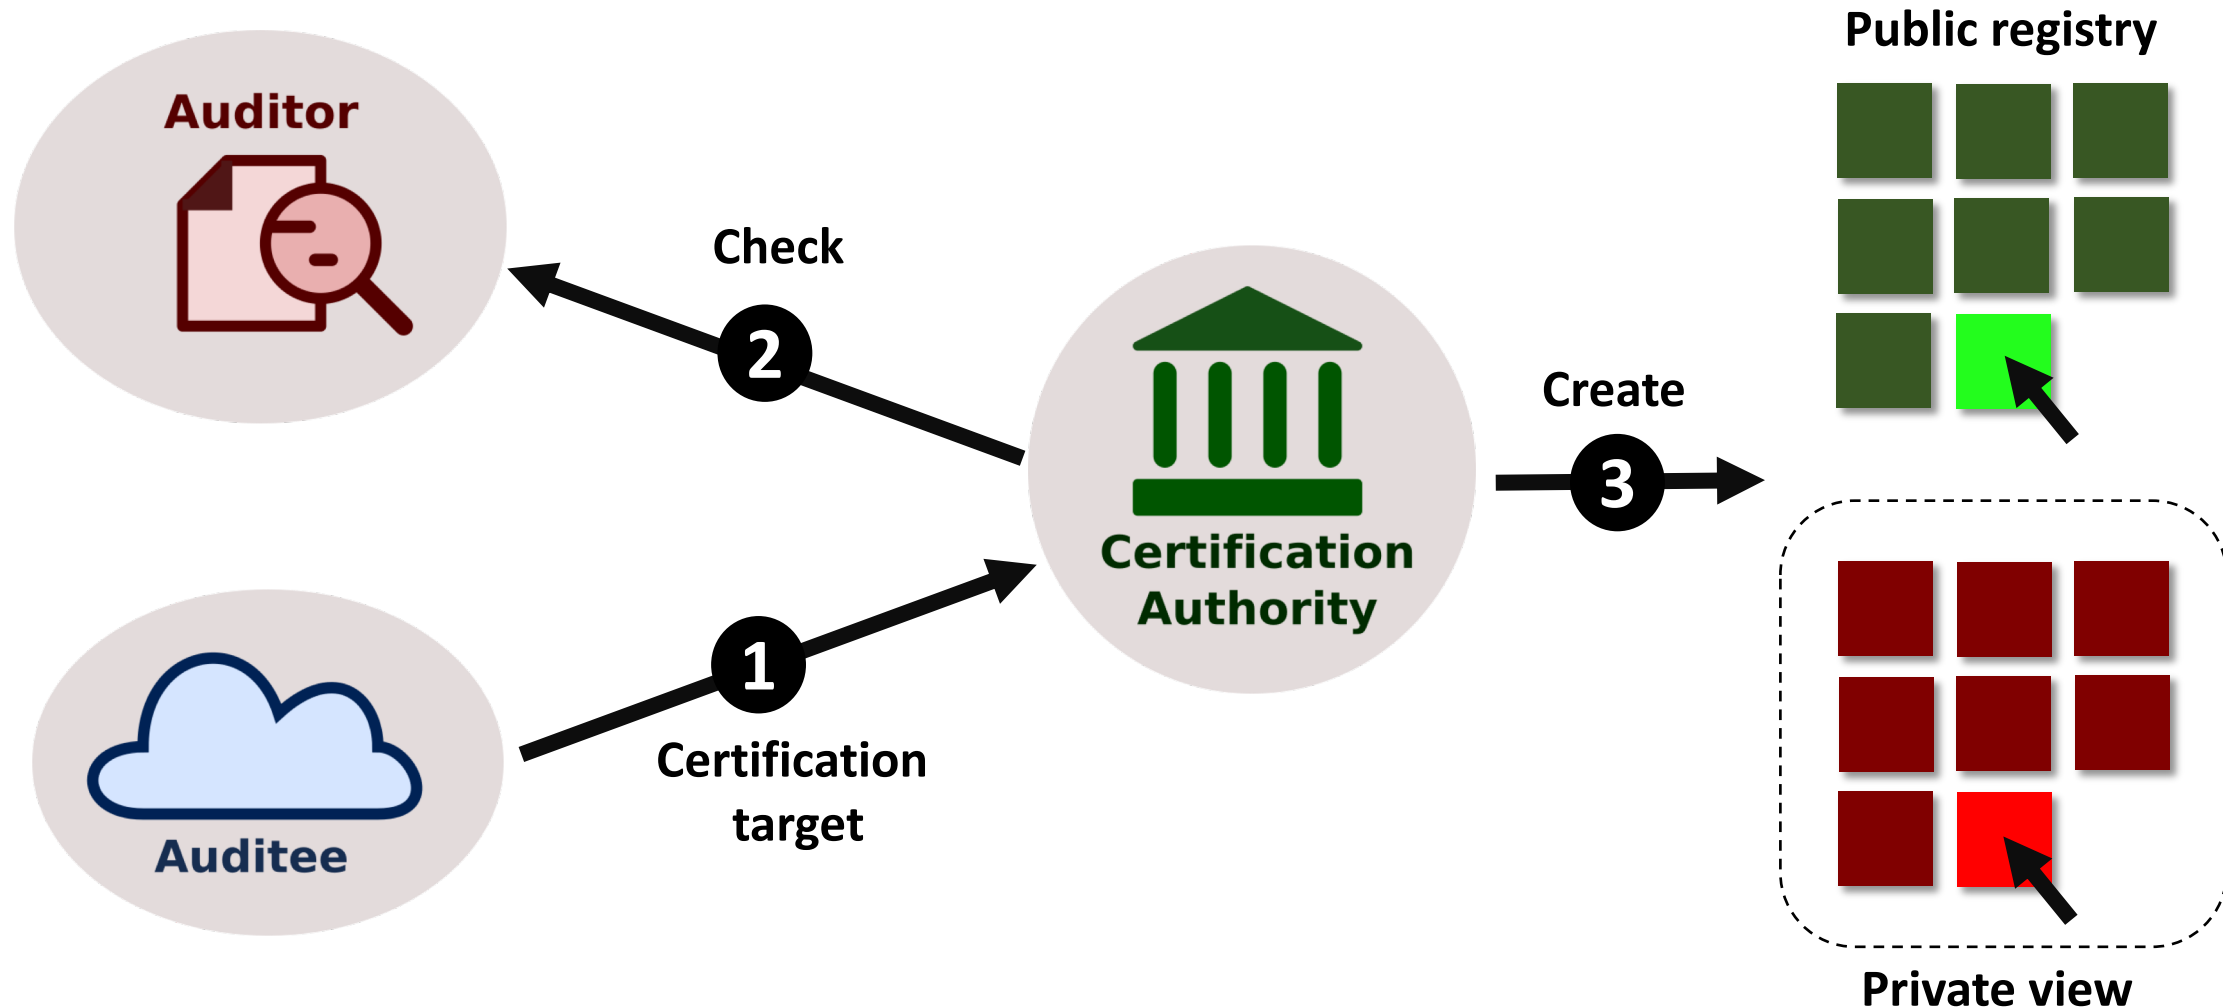 Public registry
Auditor
Check
2
Create
3
Certification
Authority
1
Certification
target
Auditee
Private view